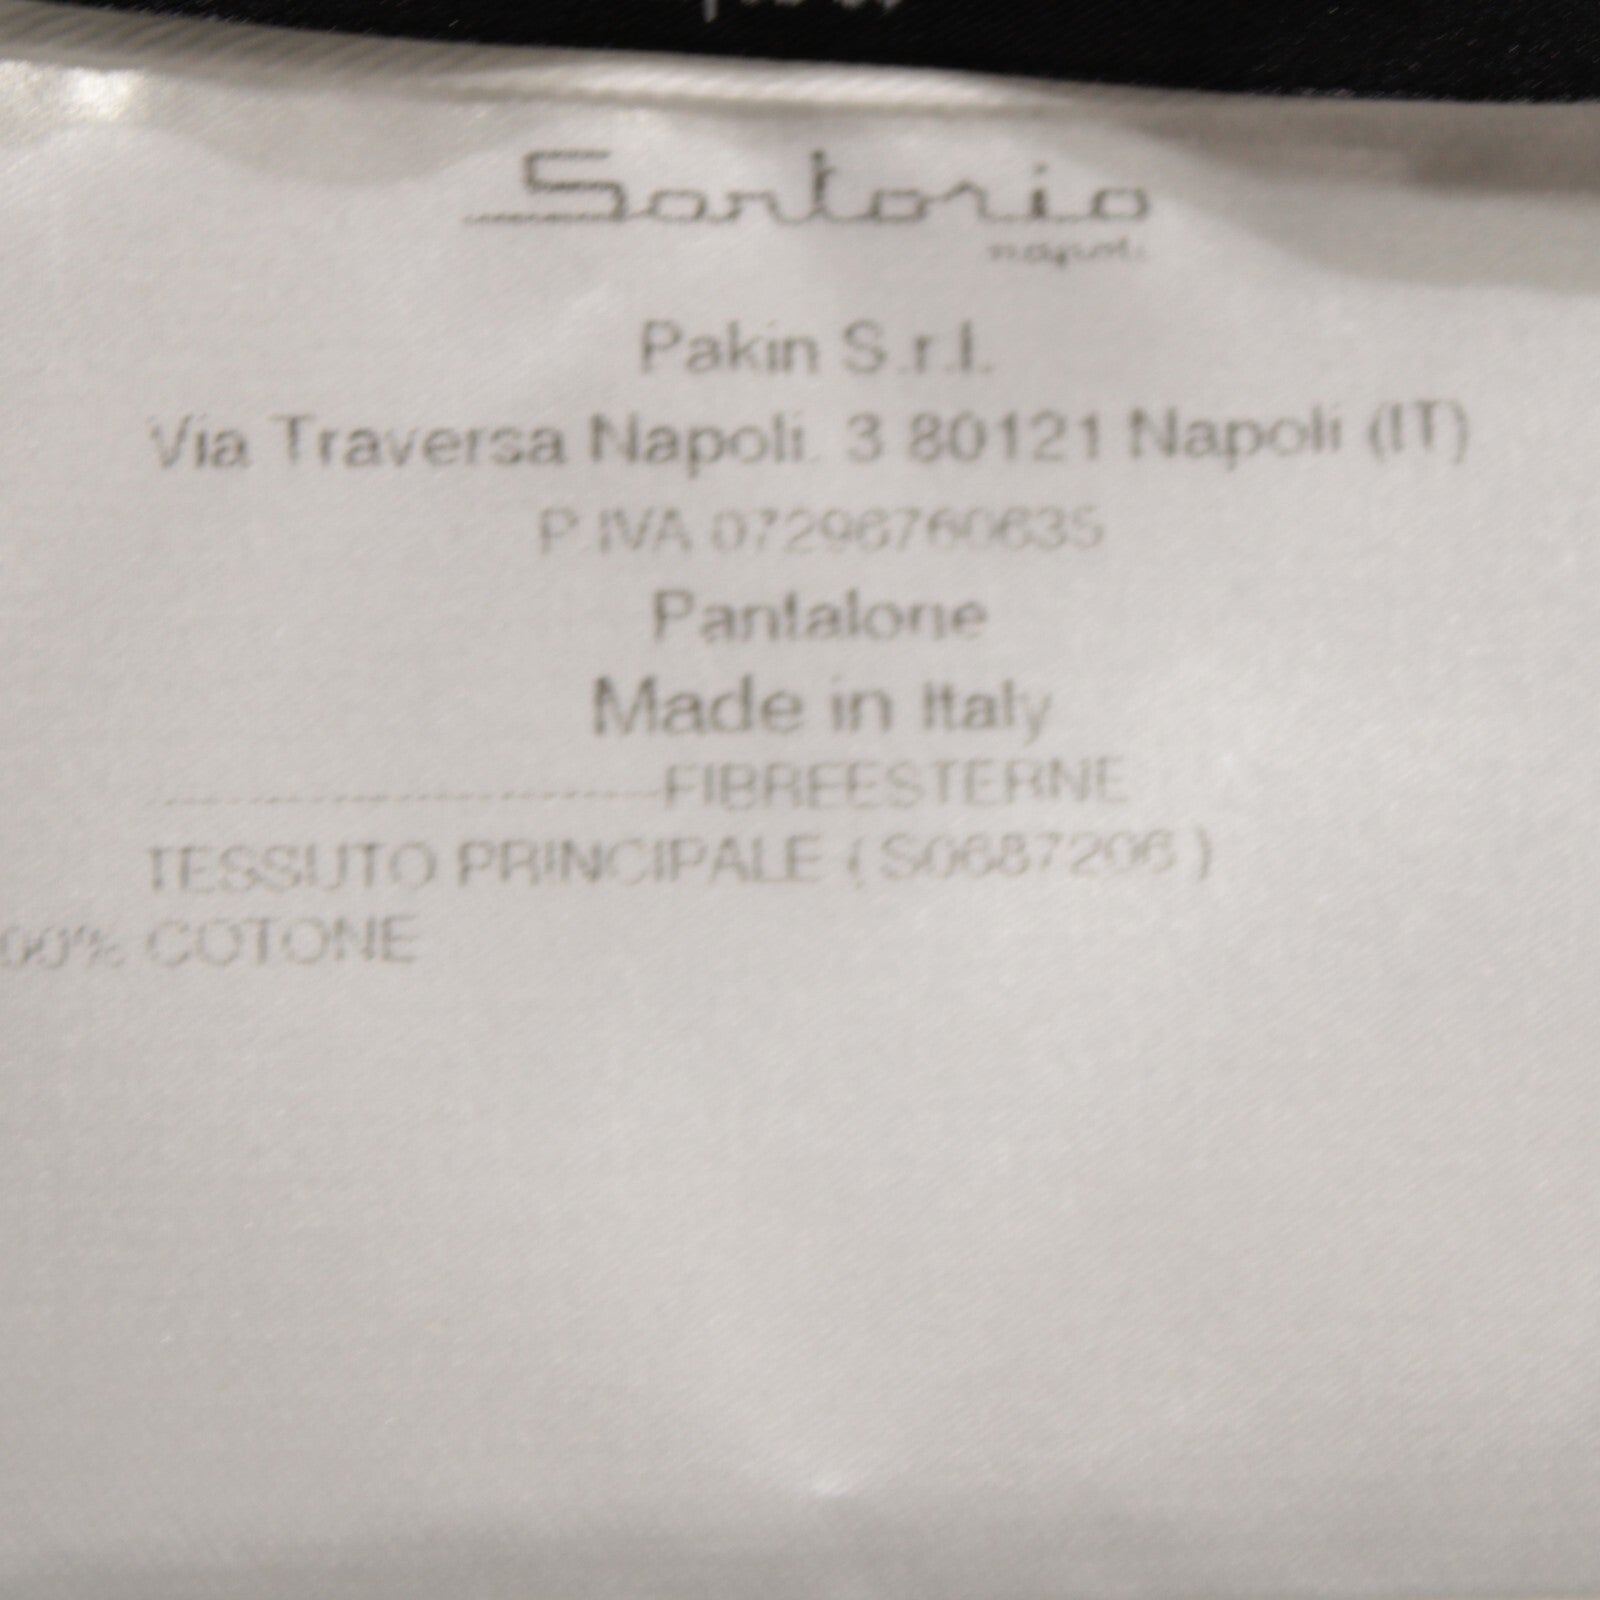 Sartorio
napoli
Pakin S.r.l.
Via Traversa Napoli, 3 80121 Napoli (IT)
P.IVA 07296760635
Pantalone
Made in Italy
------------------------FIBREESTERNE
TESSUTO PRINCIPALE ( S0687206 )
00% COTONE